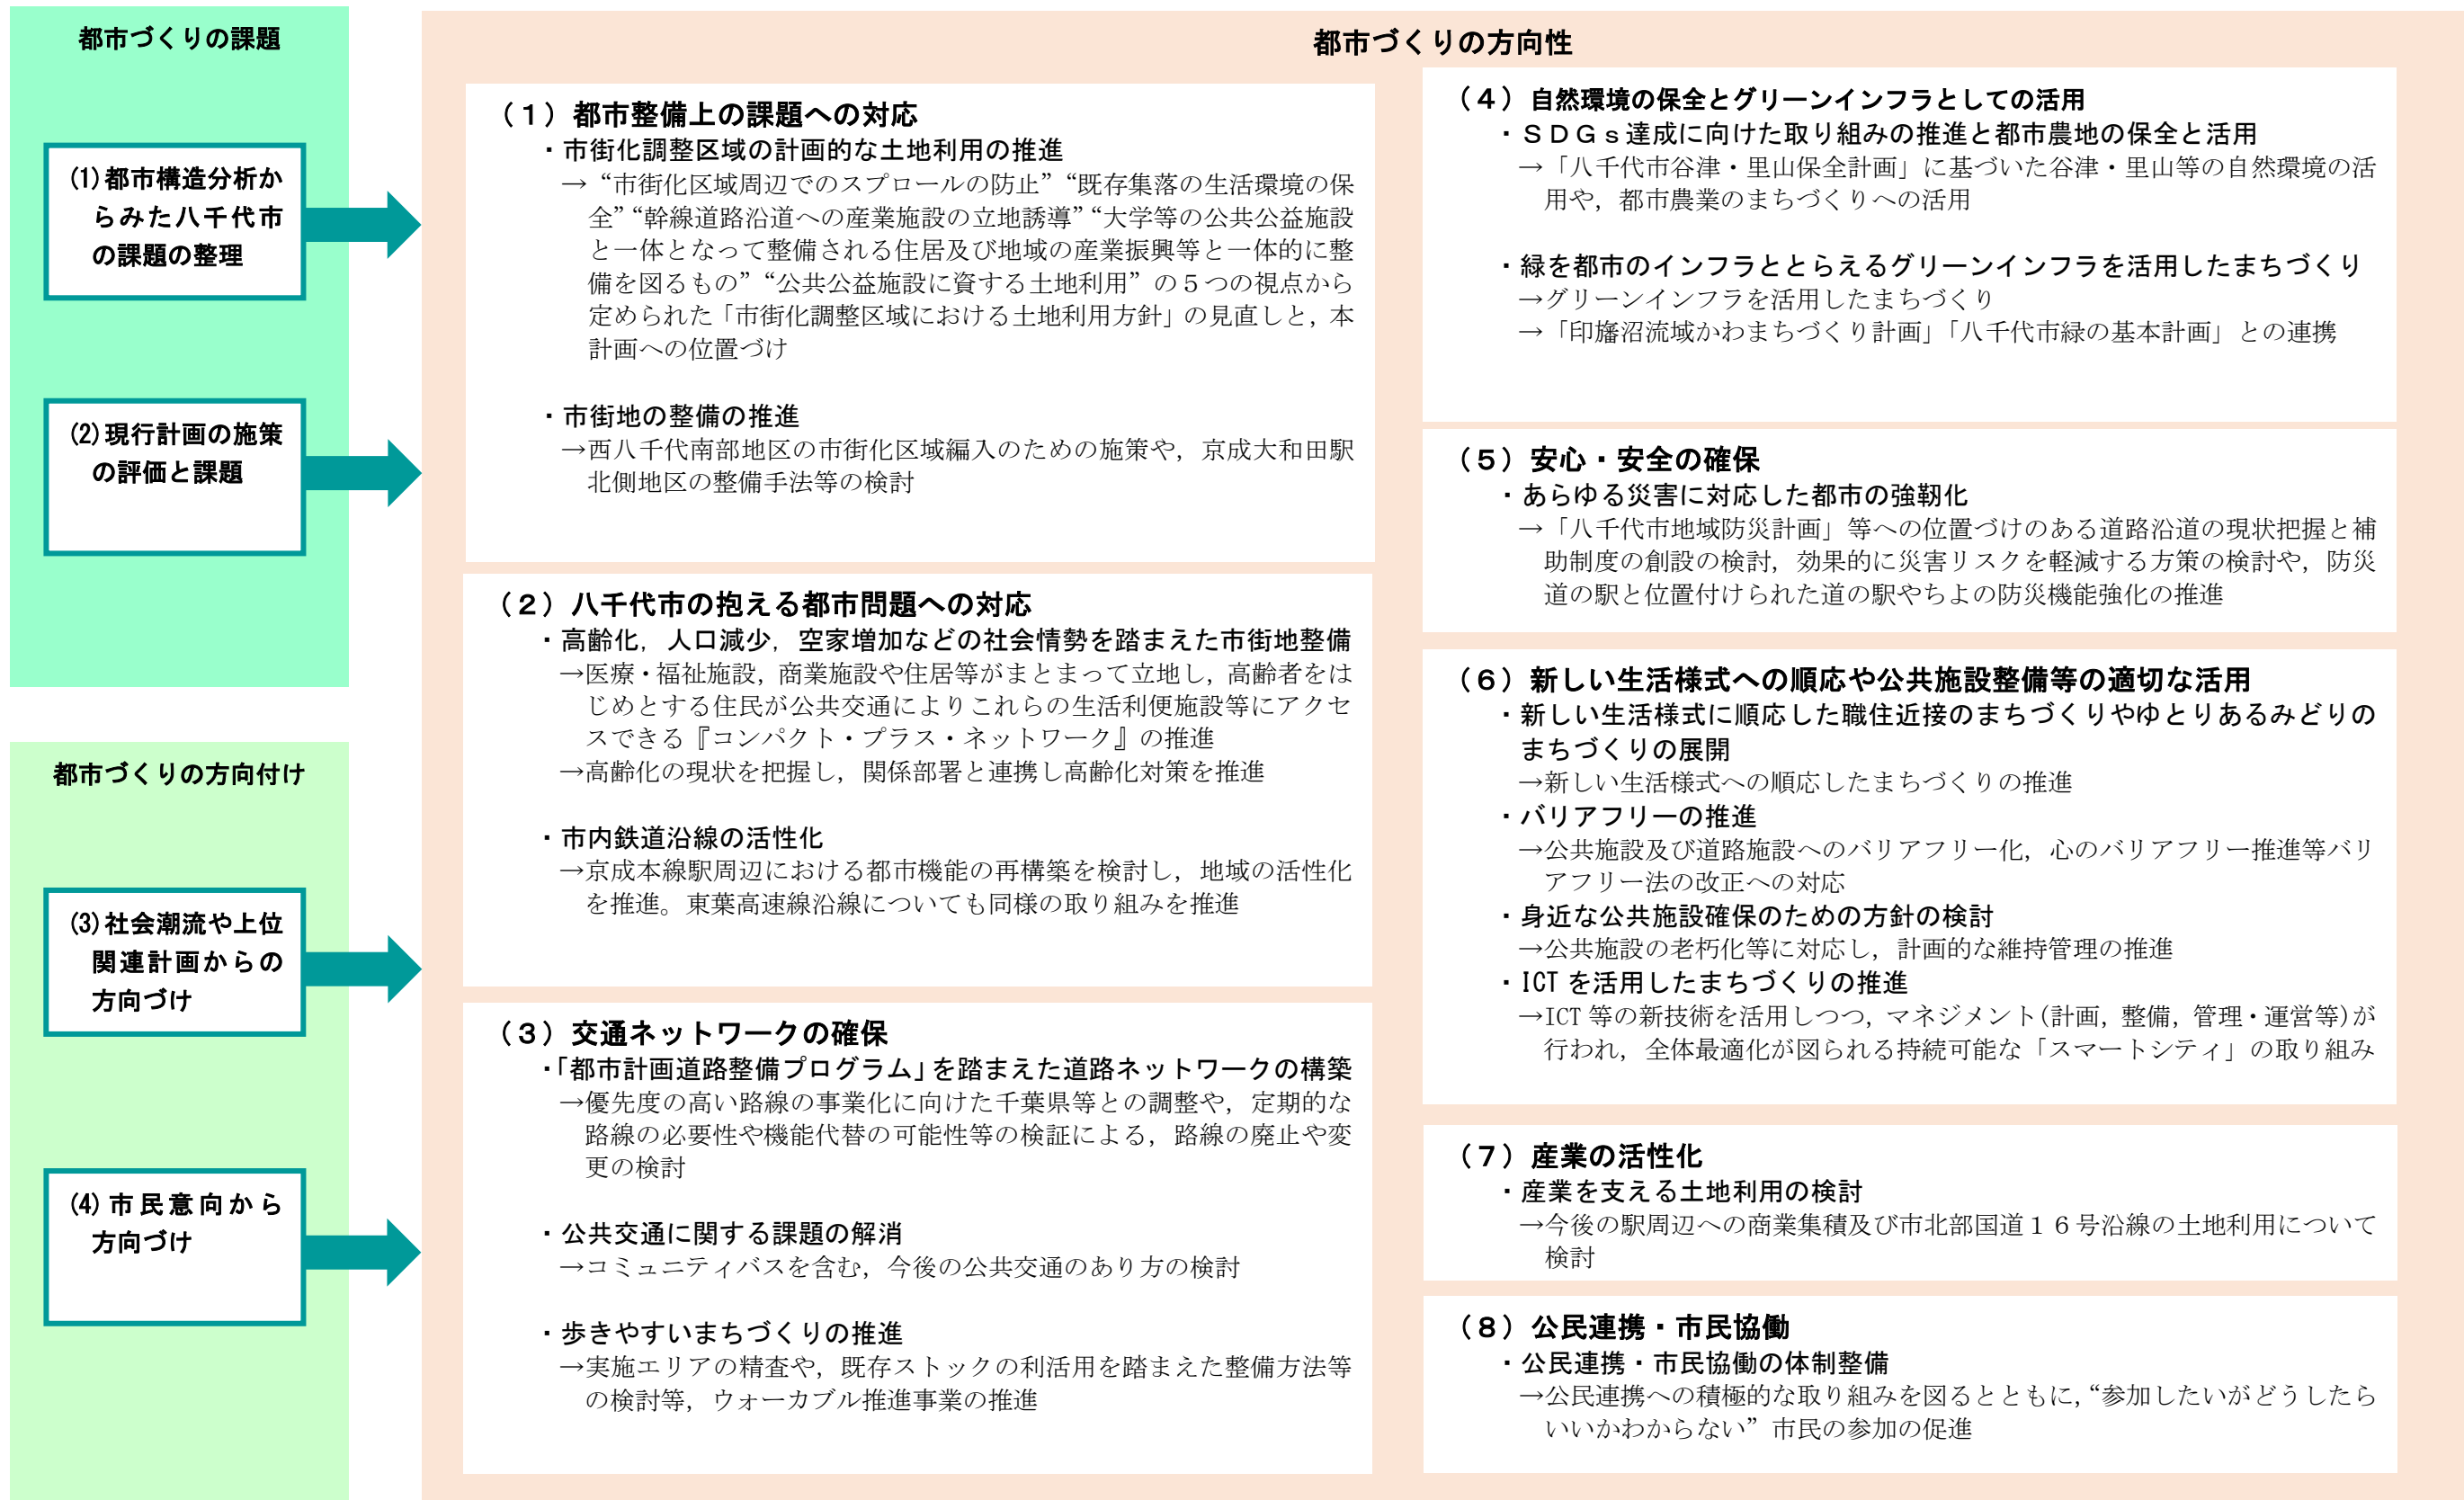 都市づくりの課題
(1)都市構造分析か
らみた八千代市
の課題の整理
(2)現行計画の施策
の評価と課題
都市づくりの方向付け
(3)社会潮流や上位
関連計画からの
方向づけ
(4)市民意向から
方向づけ
都市づくりの方向性
（１）都市整備上の課題への対応
・市街化調整区域の計画的な土地利用の推進
→“市街化区域周辺でのスプロールの防止”“既存集落の生活環境の保
全”“幹線道路沿道への産業施設の立地誘導”“大学等の公共公益施設
と一体となって整備される住居及び地域の産業振興等と一体的に整
備を図るもの”“公共公益施設に資する土地利用”の５つの視点から
定められた「市街化調整区域における土地利用方針」の見直しと，本
計画への位置づけ
・市街地の整備の推進
→西八千代南部地区の市街化区域編入のための施策や，京成大和田駅
北側地区の整備手法等の検討
（２）八千代市の抱える都市問題への対応
・高齢化，人口減少，空家増加などの社会情勢を踏まえた市街地整備
→医療・福祉施設，商業施設や住居等がまとまって立地し，高齢者をは
じめとする住民が公共交通によりこれらの生活利便施設等にアクセ
スできる『コンパクト・プラス・ネットワーク』の推進
→高齢化の現状を把握し，関係部署と連携し高齢化対策を推進
・市内鉄道沿線の活性化
→京成本線駅周辺における都市機能の再構築を検討し，地域の活性化
を推進。東葉高速線沿線についても同様の取り組みを推進
（３）交通ネットワークの確保
・「都市計画道路整備プログラム」を踏まえた道路ネットワークの構築
→優先度の高い路線の事業化に向けた千葉県等との調整や，定期的な
路線の必要性や機能代替の可能性等の検証による，路線の廃止や変
更の検討
・公共交通に関する課題の解消
→コミュニティバスを含む，今後の公共交通のあり方の検討
・歩きやすいまちづくりの推進
→実施エリアの精査や，既存ストックの利活用を踏まえた整備方法等
の検討等，ウォーカブル推進事業の推進
（４）自然環境の保全とグリーンインフラとしての活用
・ＳＤＧｓ達成に向けた取り組みの推進と都市農地の保全と活用
→「八千代市谷津・里山保全計画」に基づいた谷津・里山等の自然環境の活
用や，都市農業のまちづくりへの活用
・緑を都市のインフラととらえるグリーンインフラを活用したまちづくり
→グリーンインフラを活用したまちづくり
→「印旛沼流域かわまちづくり計画」「八千代市緑の基本計画」との連携
（５）安心・安全の確保
・あらゆる災害に対応した都市の強靭化
→「八千代市地域防災計画」等への位置づけのある道路沿道の現状把握と補
助制度の創設の検討，効果的に災害リスクを軽減する方策の検討や，防災
道の駅と位置付けられた道の駅やちよの防災機能強化の推進
（６）新しい生活様式への順応や公共施設整備等の適切な活用
・新しい生活様式に順応した職住近接のまちづくりやゆとりあるみどりの
まちづくりの展開
→新しい生活様式への順応したまちづくりの推進
・バリアフリーの推進
→公共施設及び道路施設へのバリアフリー化，心のバリアフリー推進等バリ
アフリー法の改正への対応
・身近な公共施設確保のための方針の検討
→公共施設の老朽化等に対応し，計画的な維持管理の推進
・ICT を活用したまちづくりの推進
→ICT 等の新技術を活用しつつ，マネジメント(計画，整備，管理・運営等)が
行われ，全体最適化が図られる持続可能な「スマートシティ」の取り組み
（７）産業の活性化
・産業を支える土地利用の検討
→今後の駅周辺への商業集積及び市北部国道１６号沿線の土地利用について
検討
（８）公民連携・市民協働
・公民連携・市民協働の体制整備
→公民連携への積極的な取り組みを図るとともに，“参加したいがどうしたら
いいかわからない”市民の参加の促進